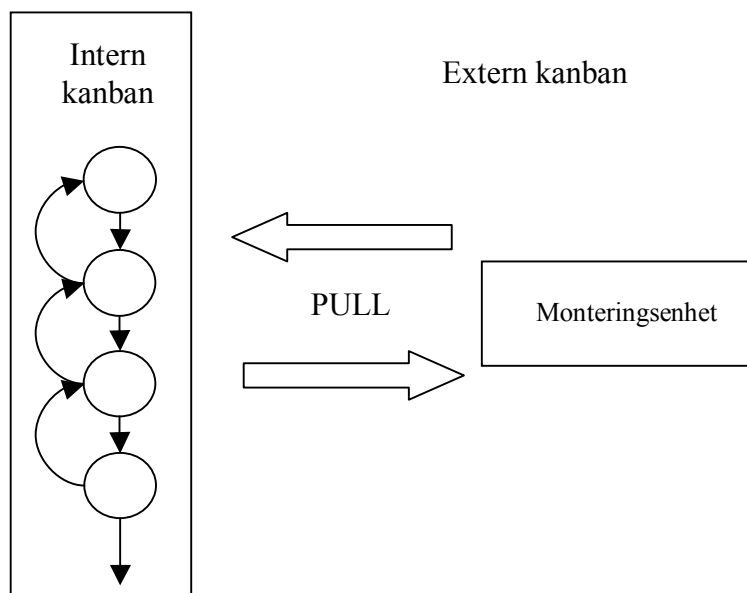 Intern
kanban
Extern kanban
PULL
Monteringsenhet